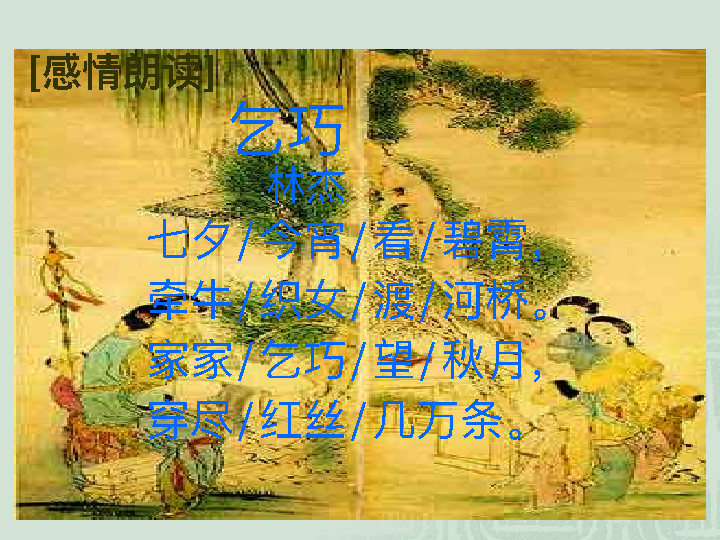 [感情朗读]
乞巧
林杰
七夕/今宵/看/碧霄，
牵牛/织女/渡/河桥。
家家/乞巧/望/秋月，
穿尽/红丝/几万条。